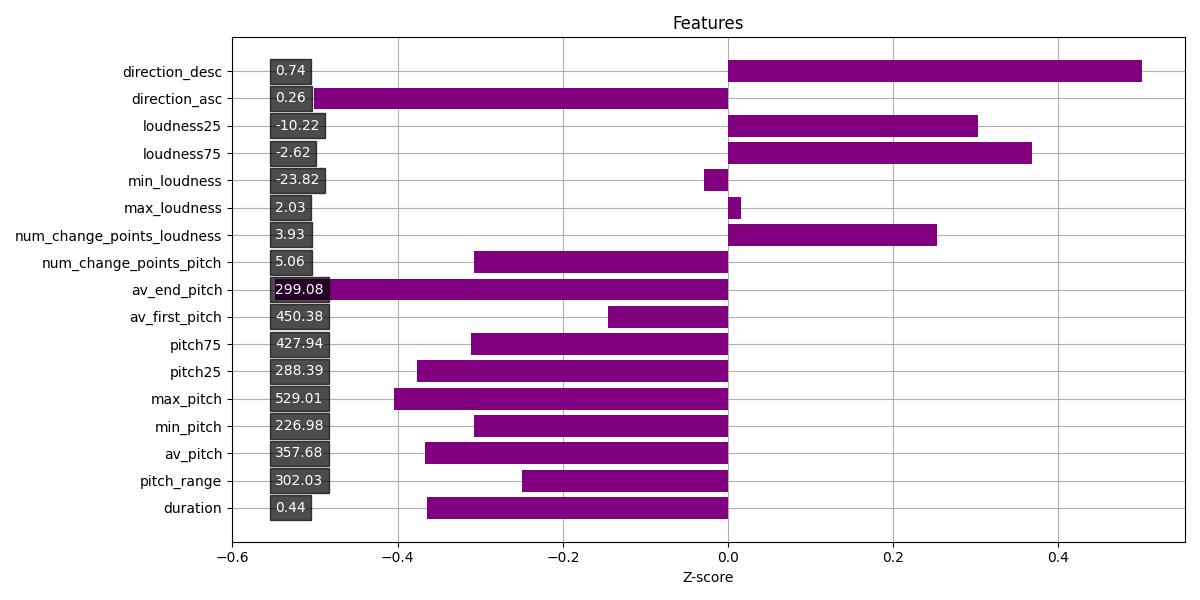 Features
direction_desc 0.74
direction_asc 0.26
loudness25 -10.22
loudness75 -2.62
min_loudness -23.82
max_loudness 2.03
num_change_points_loudness 3.93
num_change_points_pitch 5.06
av_end_pitch 299.08
av_first_pitch 450.38
pitch75 427.94
pitch25 288.39
max_pitch 529.01
min_pitch 226.98
av_pitch 357.68
pitch_range 302.03
duration 0.44
−0.6 −0.4 −0.2 0.0 0.2 0.4
Z-score